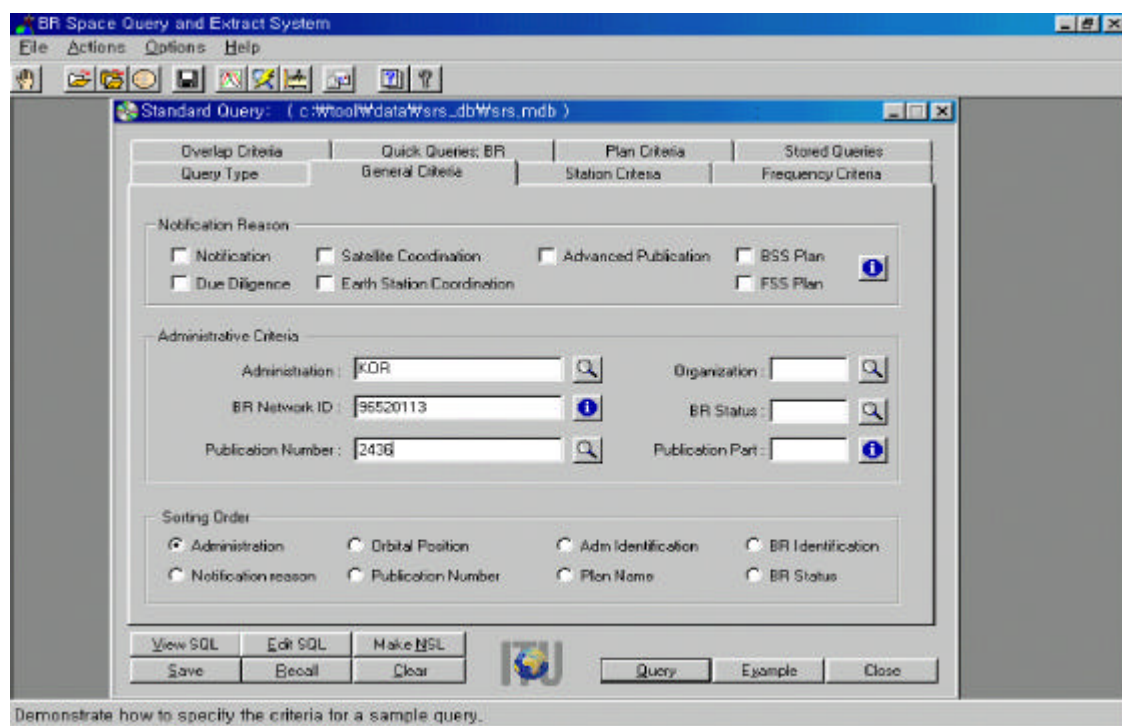 BR Space Query and Extract System
File Actions Options Help
Standard Query: ( c:₩tool₩data₩srs_db₩srs.mdb )
Overlap Criteria Quick Queries: BR Plan Criteria Stored Queries
Query Type General Criteria Station Criteria Frequency Criteria
Notification Reason
Notification Satellite Coordination Advanced Publication BSS Plan
Due Diligence Earth Station Coordination FSS Plan
Administrative Criteria
Administration : KOR Organization :
BR Network ID : 96520113 BR Status :
Publication Number : 2436 Publication Part :
Sorting Order
Administration Orbital Position Adm Identification BR Identification
Notification reason Publication Number Plan Name BR Status
View SQL Edit SQL Make NSL
Save Recall Clear ITU Query Example Close
Demonstrate how to specify the criteria for a sample query.